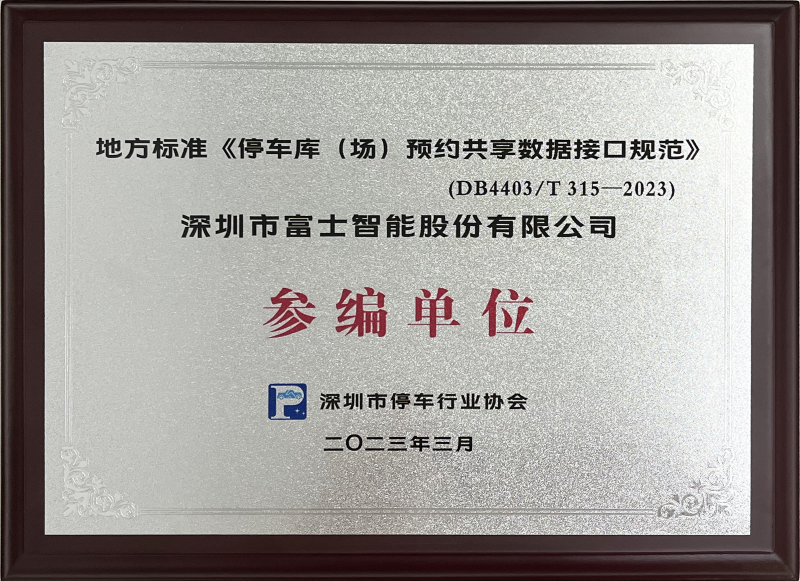 地方标准《停车库（场）预约共享数据接口规范》
(DB4403/T 315—2023)
深圳市富士智能股份有限公司
参编单位
P
深圳市停车行业协会
二〇二三年三月